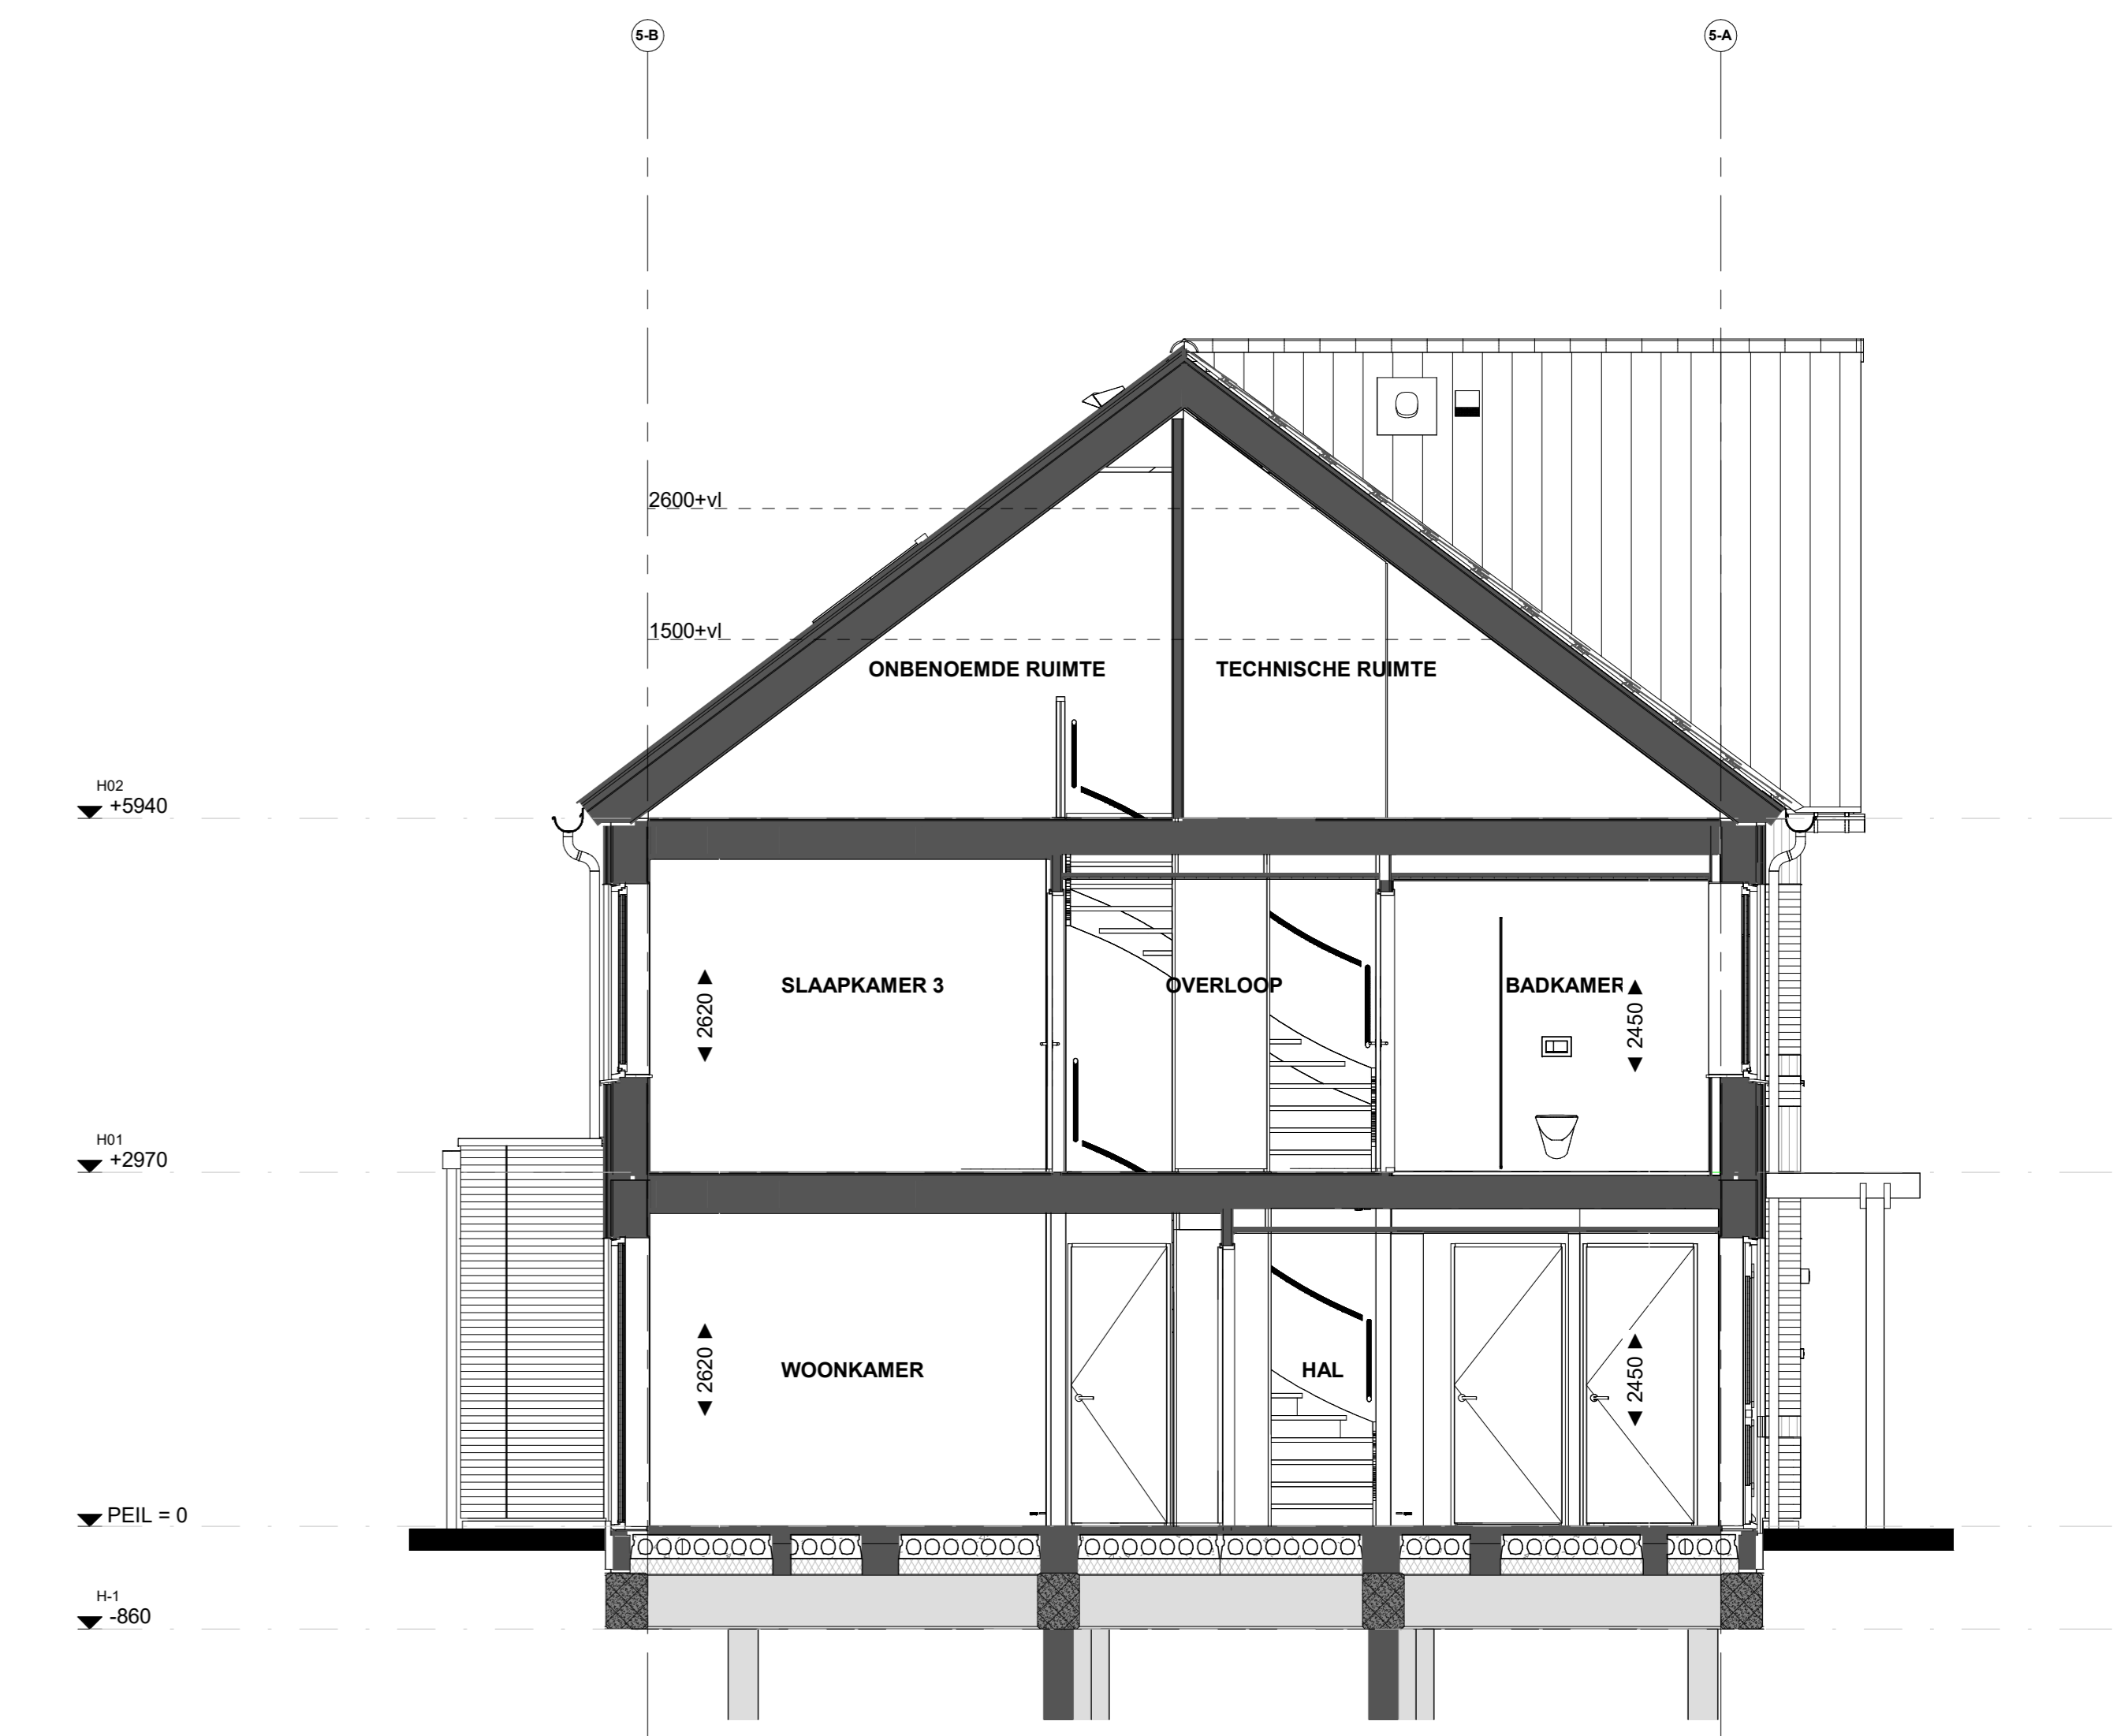 5-B
5-A
2600+vl
1500+vl
ONBENOEMDE RUIMTE
TECHNISCHE RUIMTE
H02
+5940
SLAAPKAMER 3
OVERLOOP
BADKAMER
2620
2450
H01
+2970
WOONKAMER
HAL
2620
2450
PEIL = 0
H-1
-860